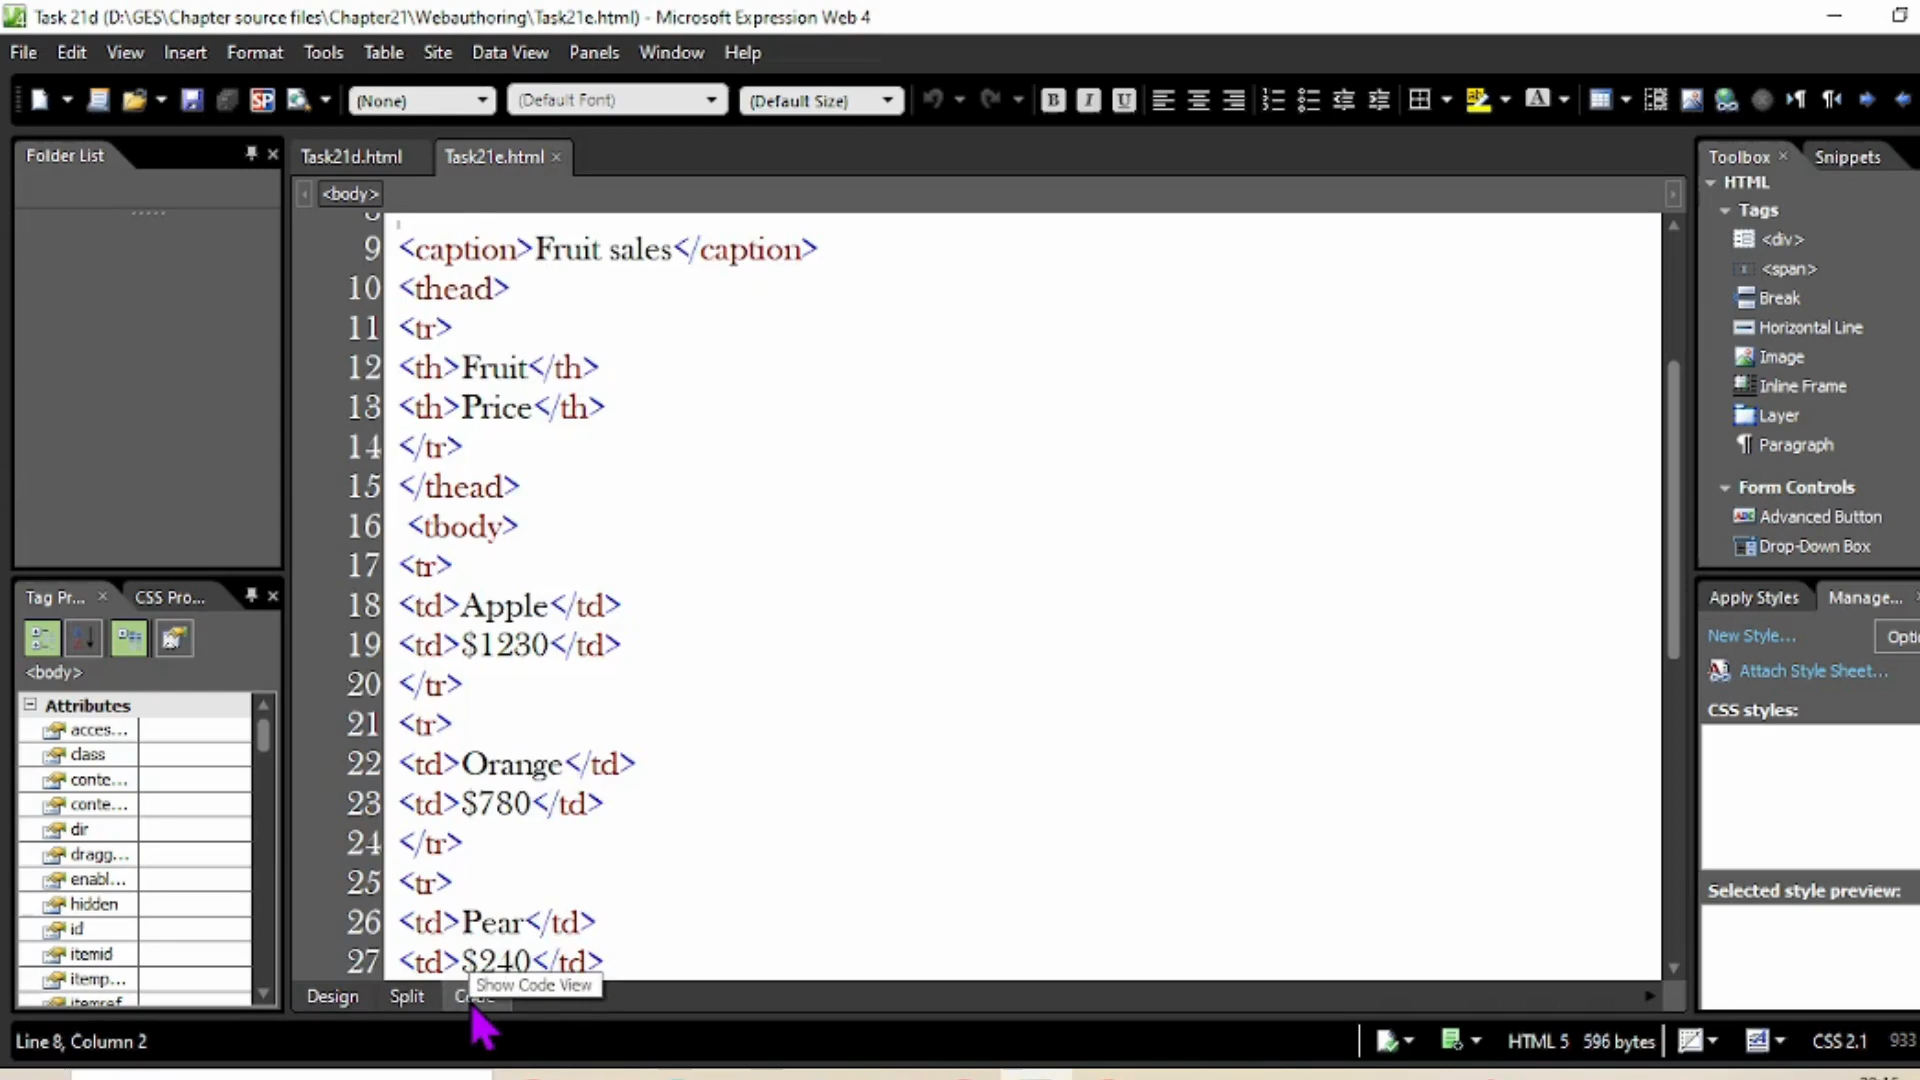 Task 21d (D:\GES\Chapter source files\Chapter21\Webauthoring\Task21e.html) - Microsoft Expression Web 4
File Edit View Insert Format Tools Table Site Data View Panels Window Help
(None) (Default Font) (Default Size) B I U A
Folder List
Task21d.html Task21e.html
<body>
9 <caption>Fruit sales</caption>
10 <thead>
11 <tr>
12 <th>Fruit</th>
13 <th>Price</th>
14 </tr>
15 </thead>
16 <tbody>
17 <tr>
18 <td>Apple</td>
19 <td>$1230</td>
20 </tr>
21 <tr>
22 <td>Orange</td>
23 <td>$780</td>
24 </tr>
25 <tr>
26 <td>Pear</td>
27 <td>$240</td>
Show Code View
Design Split
Toolbox Snippets
HTML
Tags
<div>
<span>
Break
Horizontal Line
Image
Inline Frame
Layer
Paragraph
Form Controls
Advanced Button
Drop-Down Box
Tag Pr... CSS Pro...
<body>
Attributes
acces...
class
conte...
conte...
dir
dragg...
enabl...
hidden
id
itemid
itemp...
itemref
Apply Styles Manage...
New Style... Optio
Attach Style Sheet...
CSS styles:
Selected style preview:
Line 8, Column 2
HTML 5 596 bytes CSS 2.1 933